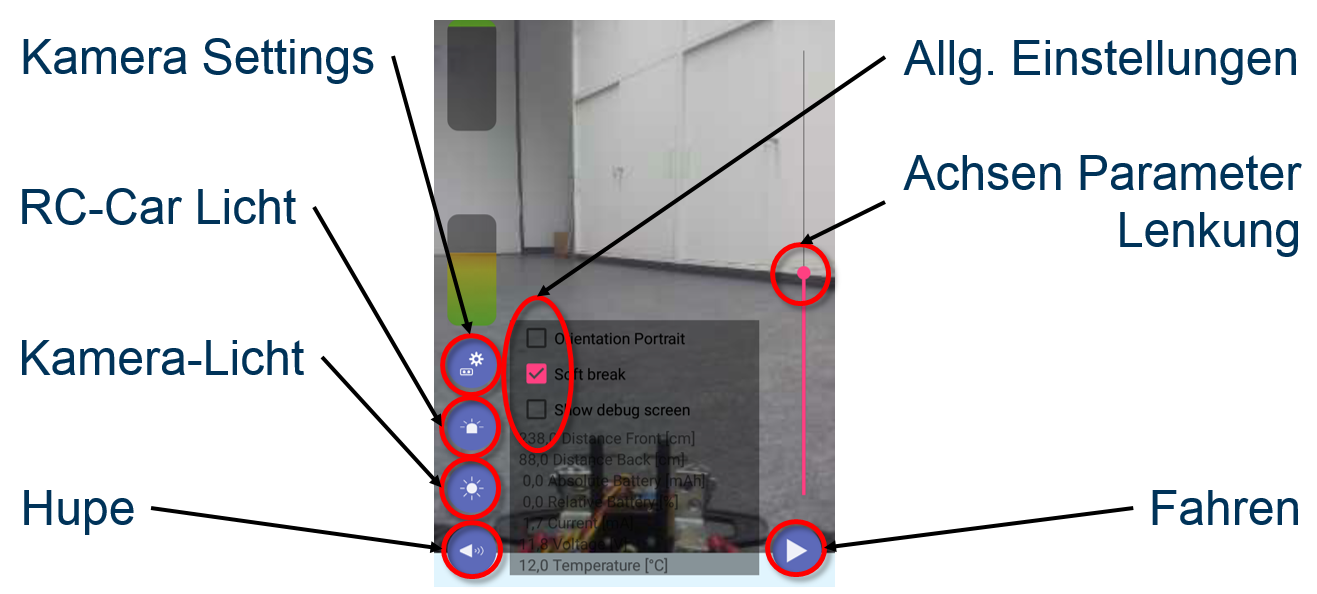 Kamera Settings
RC-Car Licht
Kamera-Licht
Hupe
Allg. Einstellungen
Achsen Parameter
Lenkung
Fahren
Orientation Portrait
Soft break
Show debug screen
238,0 Distance Front [cm]
88,0 Distance Back [cm]
0,0 Absolute Battery [mAh]
0,0 Relative Battery [%]
1,7 Current [mA]
11,8 Voltage [V]
12,0 Temperature [°C]